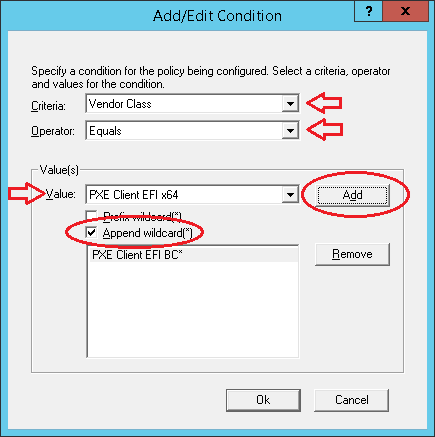 Add/Edit Condition
?
x
Specify a condition for the policy being configured. Select a criteria, operator
and values for the condition.
Criteria: Vendor Class
Operator: Equals
Value(s)
Value: PXE Client EFI x64 Add
Prefix wildcard(*)
Append wildcard(*)
PXE Client EFI BC*
Remove
Ok Cancel